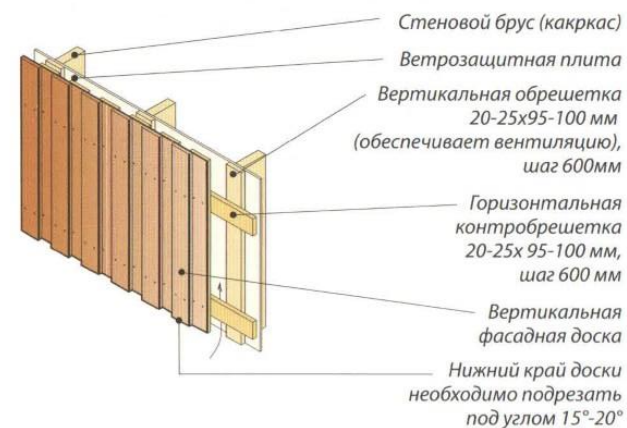 Стеновой брус (какркас)
Ветрозащитная плита
Вертикальная обрешетка
20-25х95-100 мм
(обеспечивает вентиляцию),
шаг 600мм
Горизонтальная
контробрешетка
20-25х 95-100 мм,
шаг 600 мм
Вертикальная
фасадная доска
Нижний край доски
необходимо подрезать
под углом 15°-20°